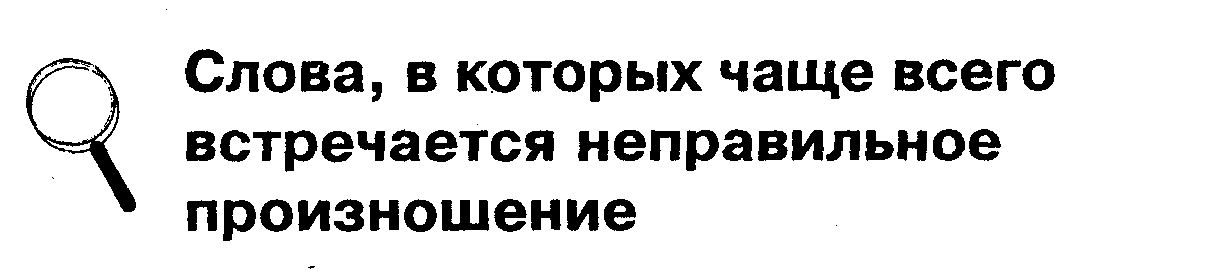 Слова, в которых чаще всего
встречается неправильное
произношение